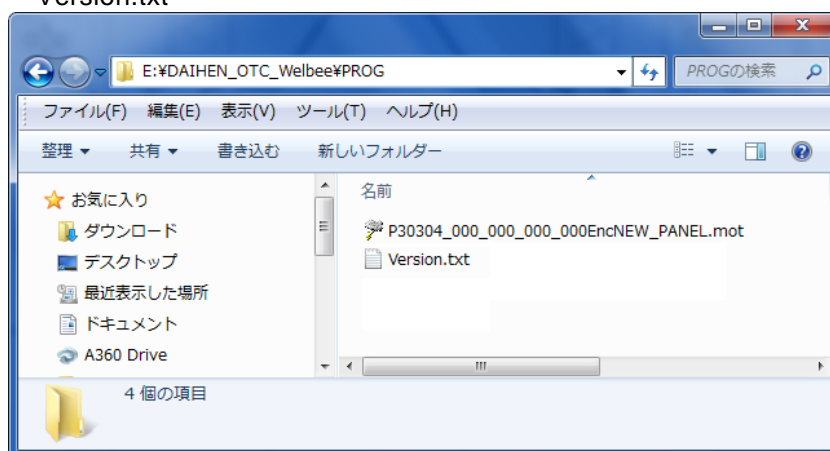 Version.txt
E:¥DAIHEN_OTC_Welbee¥PROG
PROGの検索
ファイル(F) 編集(E) 表示(V) ツール(T) ヘルプ(H)
整理 共有 書き込む 新しいフォルダー
お気に入り
ダウンロード
デスクトップ
最近表示した場所
ドキュメント
A360 Drive
名前
P30304_000_000_000_000EncNEW_PANEL.mot
Version.txt
4 個の項目